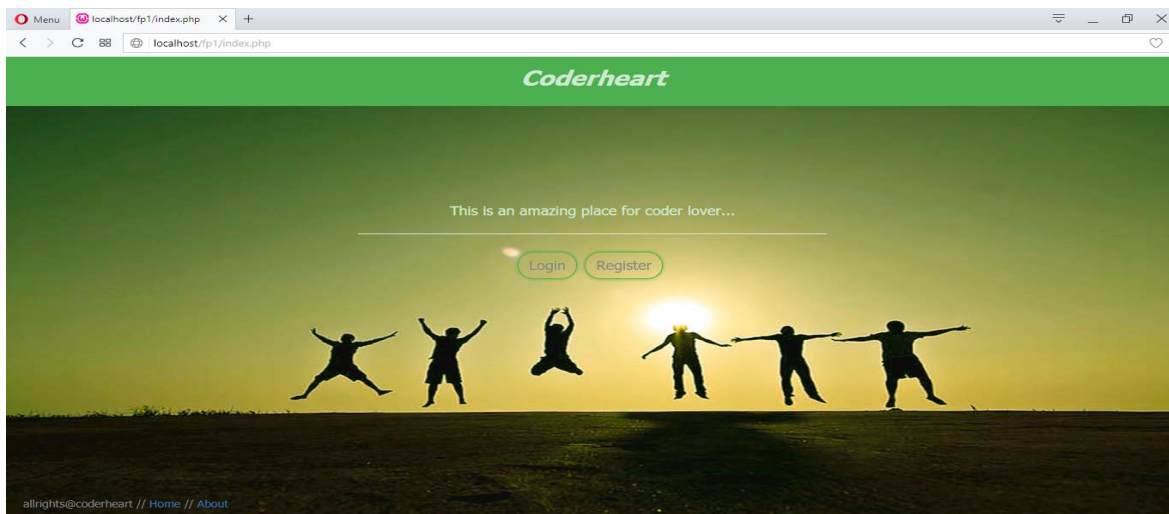 Menu localhost/fp1/index.php
localhost/fp1/index.php
Coderheart
This is an amazing place for coder lover...
Login Register
allrights@coderheart // Home // About